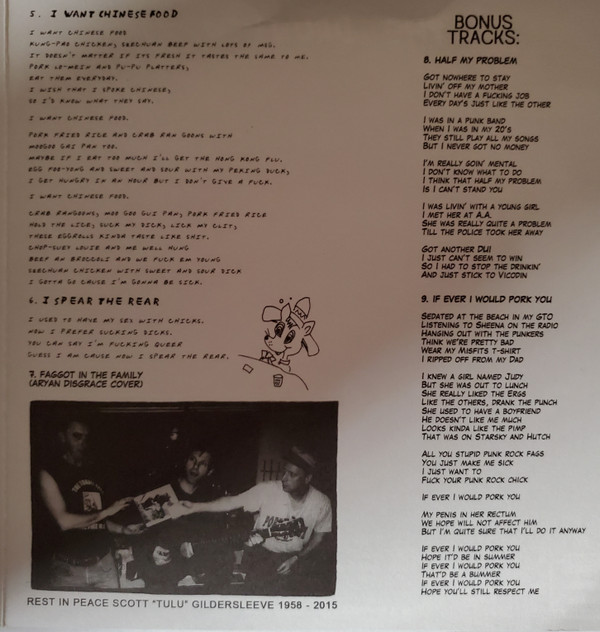 5. I WANT CHINESE FOOD
I WANT CHINESE FOOD
KUNG-PAO CHICKEN, SZECHUAN BEEF WITH LOTS OF MSG.
IT DOESN'T MATTER IF ITS FRESH IT TASTES THE SAME TO ME.
PORK LO-MEIN AND PU-PU PLATTERS,
EAT THEM EVERYDAY.
I WISH THAT I SPOKE CHINESE,
SO I'D KNOW WHAT THEY SAY.
I WANT CHINESE FOOD.
PORK FRIED RICE AND CRAB RAN GOONS WITH
MOOGOO GAI PAN TOO.
MAYBE IF I EAT TOO MUCH I'LL GET THE HONG KONG FLU.
EGG FOO-YONG AND SWEET AND SOUR WITH MY PEKING DUCK,
I GET HUNGRY IN AN HOUR BUT I DON'T GIVE A FUCK.
I WANT CHINESE FOOD.
CRAB RANGOONS, MOO GOO GUI PAN, PORK FRIED RICE
HOLD THE LICE, SUCK MY DICK, LICK MY CLIT,
THESE EGGROLLS KINDA TASTE LIKE SHIT.
CHOP-SUEY LOUIE AND ME WELL HUNG
BEEF AN BROCCOLI AND WE FUCK EM YOUNG
SZECHUAN CHICKEN WITH SWEET AND SOUR DICK
I GOTTA GO CAUSE I'M GONNA BE SICK.
6. I SPEAR THE REAR
I USED TO HAVE MY SEX WITH CHICKS.
NOW I PREFER SUCKING DICKS.
YOU CAN SAY I'M FUCKING QUEER
GUESS I AM CAUSE NOW I SPEAR THE REAR.
7. FAGGOT IN THE FAMILY
(ARYAN DISGRACE COVER)
REST IN PEACE SCOTT "TULU" GILDERSLEEVE 1958 - 2015
BONUS
TRACKS:
8. HALF MY PROBLEM
GOT NOWHERE TO STAY
LIVIN' OFF MY MOTHER
I DON'T HAVE A FUCKING JOB
EVERY DAY'S JUST LIKE THE OTHER
I WAS IN A PUNK BAND
WHEN I WAS IN MY 20'S
THEY STILL PLAY ALL MY SONGS
BUT I NEVER GOT NO MONEY
I'M REALLY GOIN' MENTAL
I DON'T KNOW WHAT TO DO
I THINK THAT HALF MY PROBLEM
IS I CAN'T STAND YOU
I WAS LIVIN' WITH A YOUNG GIRL
I MET HER AT A.A.
SHE WAS REALLY QUITE A PROBLEM
TILL THE POLICE TOOK HER AWAY
GOT ANOTHER DUI
I JUST CAN'T SEEM TO WIN
SO I HAD TO STOP THE DRINKIN'
AND JUST STICK TO VICODIN
9. IF EVER I WOULD PORK YOU
SEDATED AT THE BEACH IN MY GTO
LISTENING TO SHEENA ON THE RADIO
HANGING OUT WITH THE PUNKERS
THINK WE'RE PRETTY BAD
WEAR MY MISFITS T-SHIRT
I RIPPED OFF FROM MY DAD
I KNEW A GIRL NAMED JUDY
BUT SHE WAS OUT TO LUNCH
SHE REALLY LIKED THE ERGS
LIKE THE OTHERS, DRANK THE PUNCH
SHE USED TO HAVE A BOYFRIEND
HE DOESN'T LIKE ME MUCH
LOOKS KINDA LIKE THE PIMP
THAT WAS ON STARSKY AND HUTCH
ALL YOU STUPID PUNK ROCK FAGS
YOU JUST MAKE ME SICK
I JUST WANT TO
FUCK YOUR PUNK ROCK CHICK
IF EVER I WOULD PORK YOU
MY PENIS IN HER RECTUM
WE HOPE WILL NOT AFFECT HIM
BUT I'M QUITE SURE THAT I'LL DO IT ANYWAY
IF EVER I WOULD PORK YOU
HOPE IT'D BE IN SUMMER
IF EVER I WOULD PORK YOU
THAT'D BE A BUMMER
IF EVER I WOULD PORK YOU
HOPE YOU'LL STILL RESPECT ME